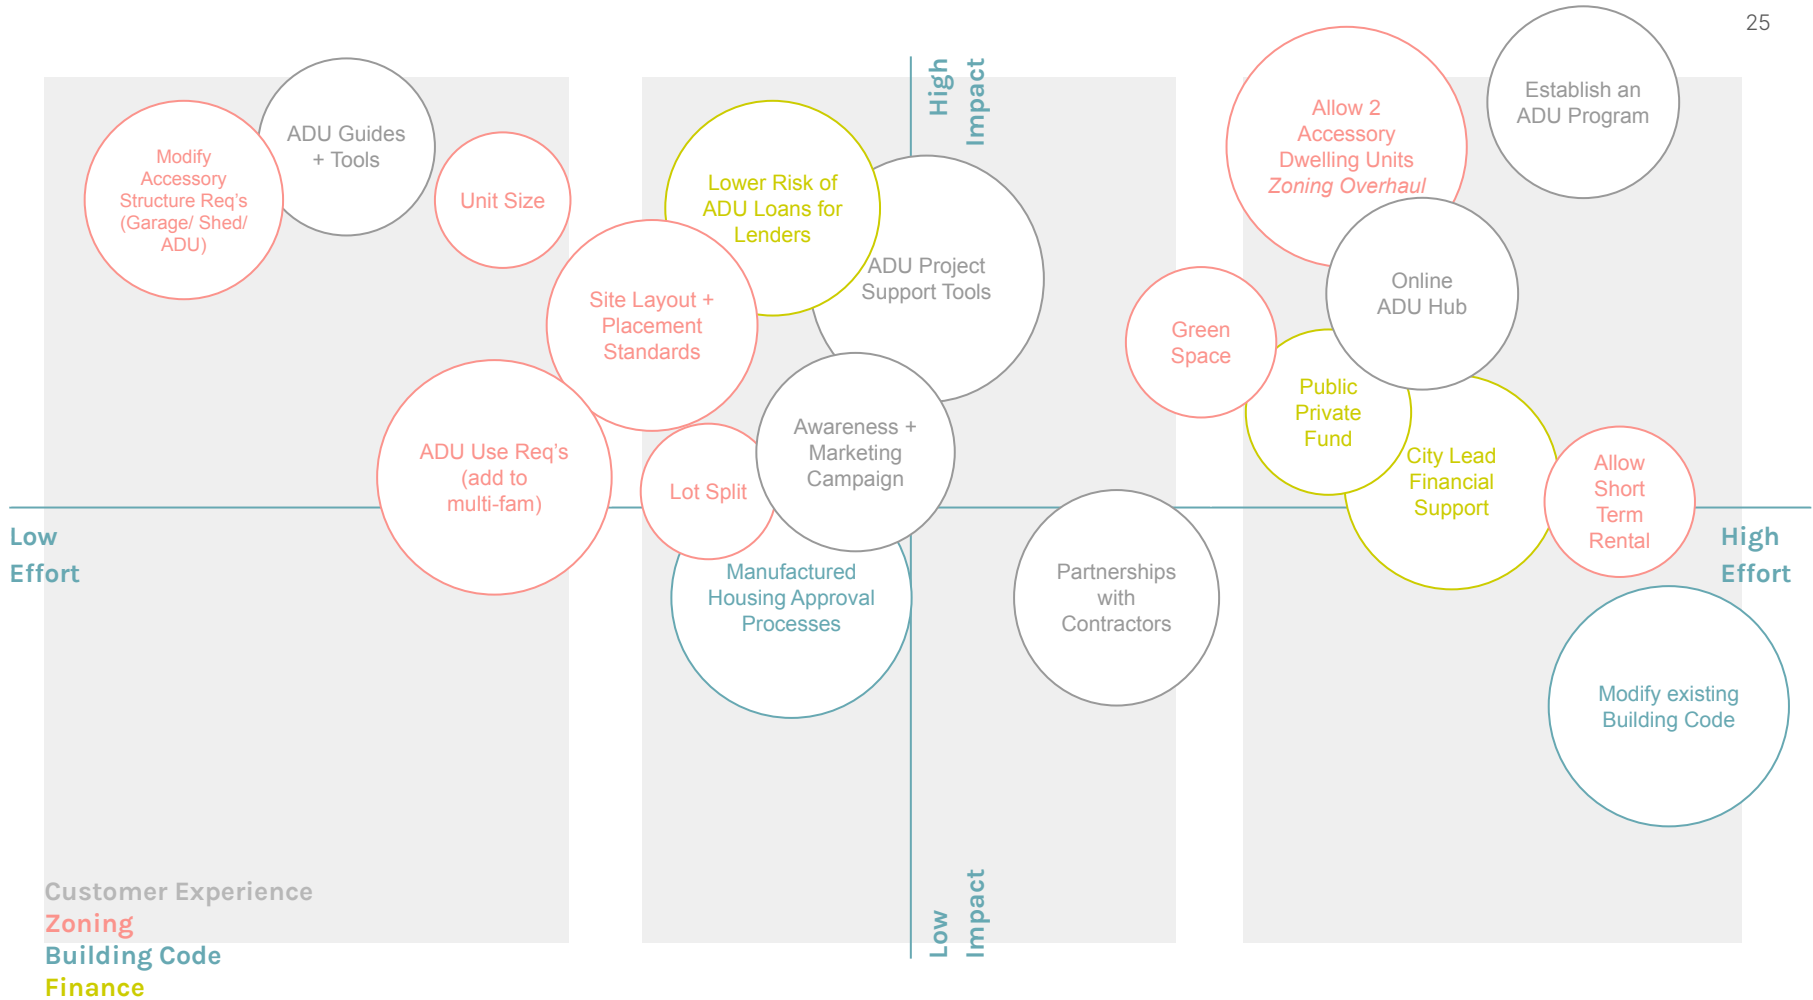 25
High
Impact
Modify
Accessory
Structure Req's
(Garage/ Shed/
ADU)
ADU Guides
+ Tools
Unit Size
Lower Risk of
ADU Loans for
Lenders
ADU Project
Support Tools
Site Layout +
Placement
Standards
ADU Use Req's
(add to
multi-fam)
Lot Split
Awareness +
Marketing
Campaign
Manufactured
Housing Approval
Processes
Partnerships
with
Contractors
Allow 2
Accessory
Dwelling Units
Zoning Overhaul
Establish an
ADU Program
Online
ADU Hub
Green
Space
Public
Private
Fund
City Lead
Financial
Support
Allow
Short
Term
Rental
Modify existing
Building Code
Low
Effort
High
Effort
Low
Impact
Customer Experience
Zoning
Building Code
Finance